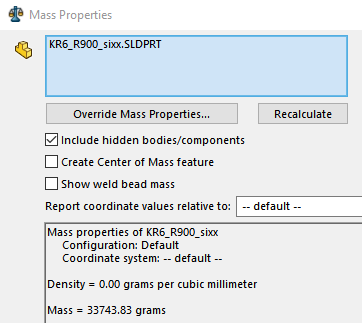 Mass Properties
KR6_R900_sixx.SLDPRT
Override Mass Properties...
Recalculate
Include hidden bodies/components
Create Center of Mass feature
Show weld bead mass
Report coordinate values relative to:
-- default --
Mass properties of KR6_R900_sixx
Configuration: Default
Coordinate system: -- default --
Density = 0.00 grams per cubic millimeter
Mass = 33743.83 grams